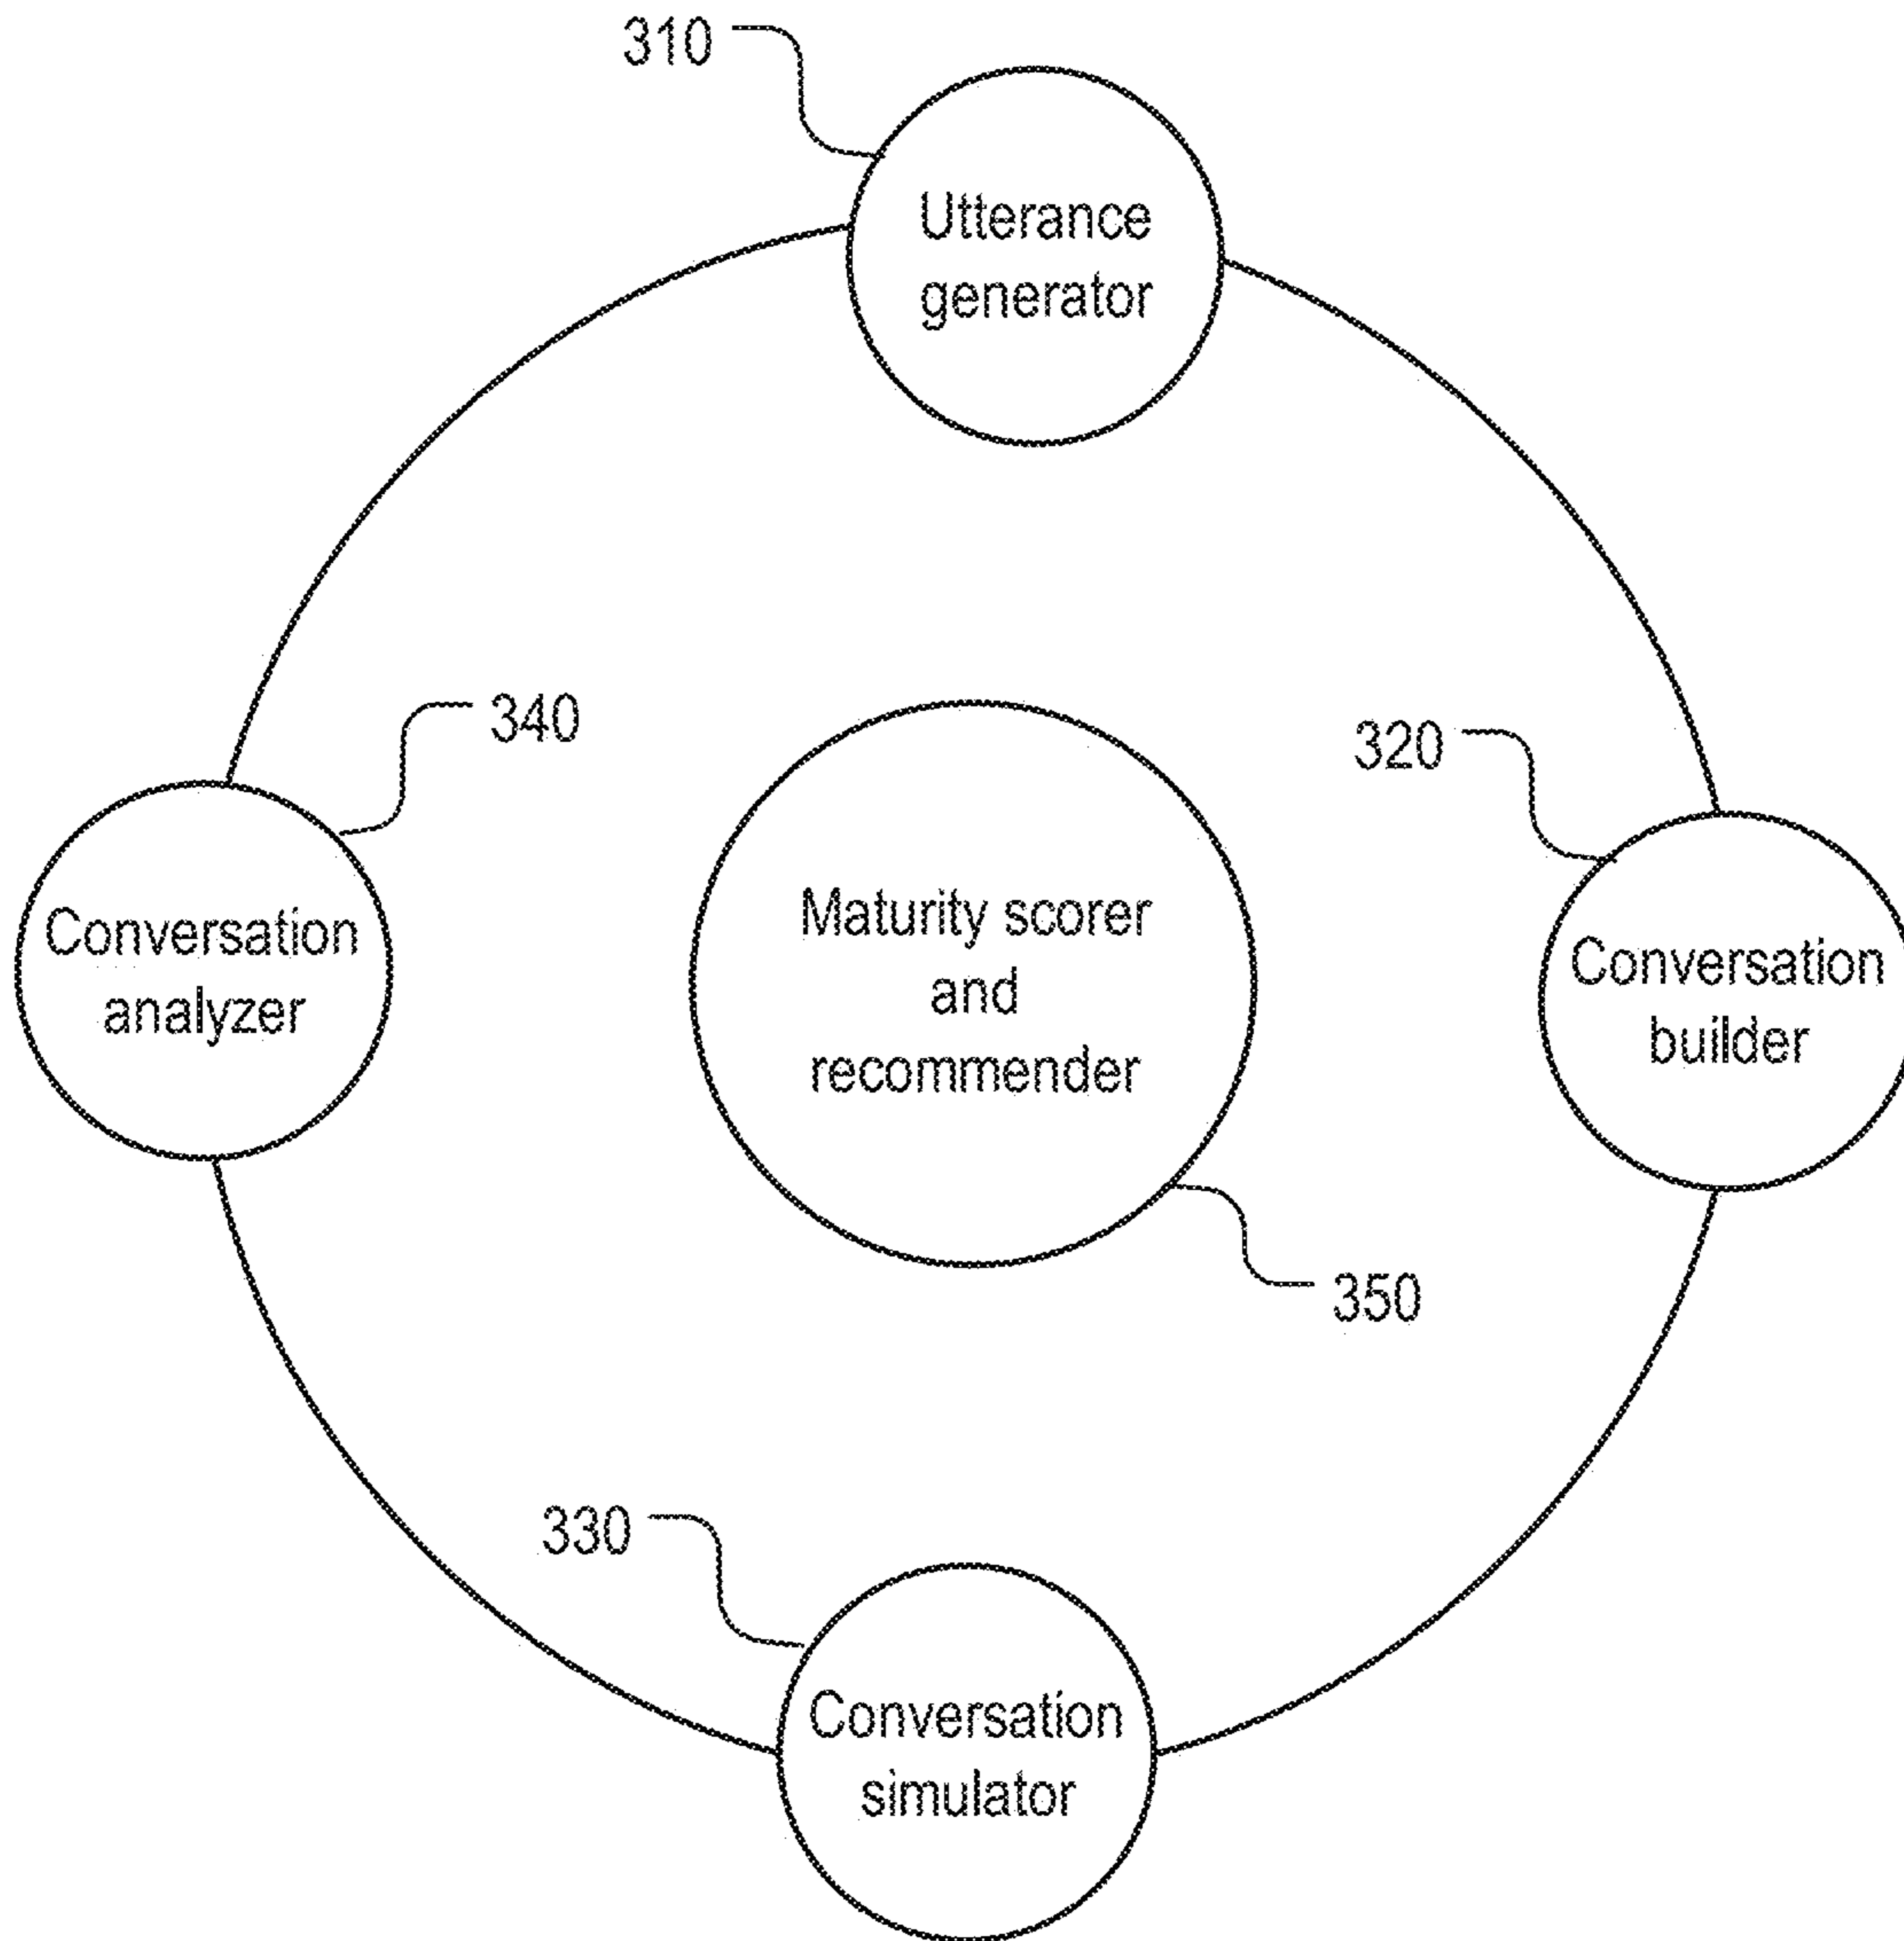 310
Utterance
generator
340
320
Conversation
analyzer
Maturity scorer
and
recommender
Conversation
builder
350
330
Conversation
simulator